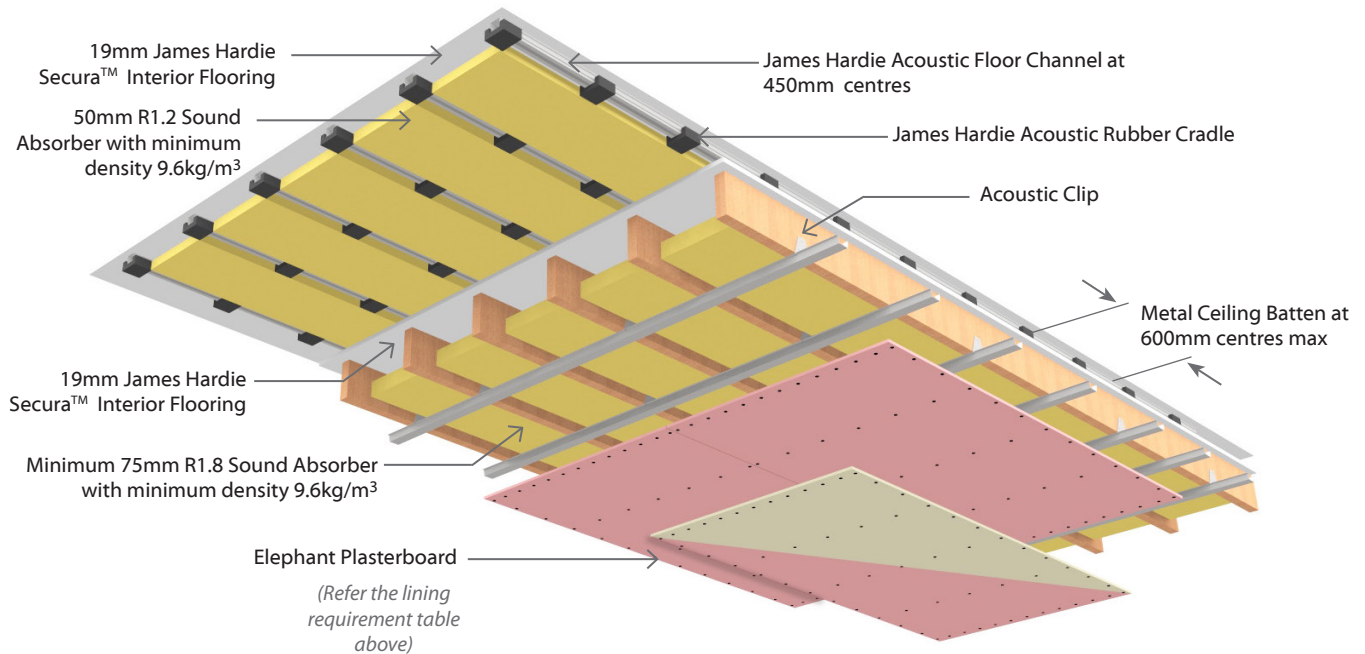 19mm James Hardie
Secura™ Interior Flooring
50mm R1.2 Sound
Absorber with minimum
density 9.6kg/m³
James Hardie Acoustic Floor Channel at
450mm centres
James Hardie Acoustic Rubber Cradle
Acoustic Clip
Metal Ceiling Batten at
600mm centres max
19mm James Hardie
Secura™ Interior Flooring
Minimum 75mm R1.8 Sound Absorber
with minimum density 9.6kg/m³
Elephant Plasterboard
(Refer the lining
requirement table
above)